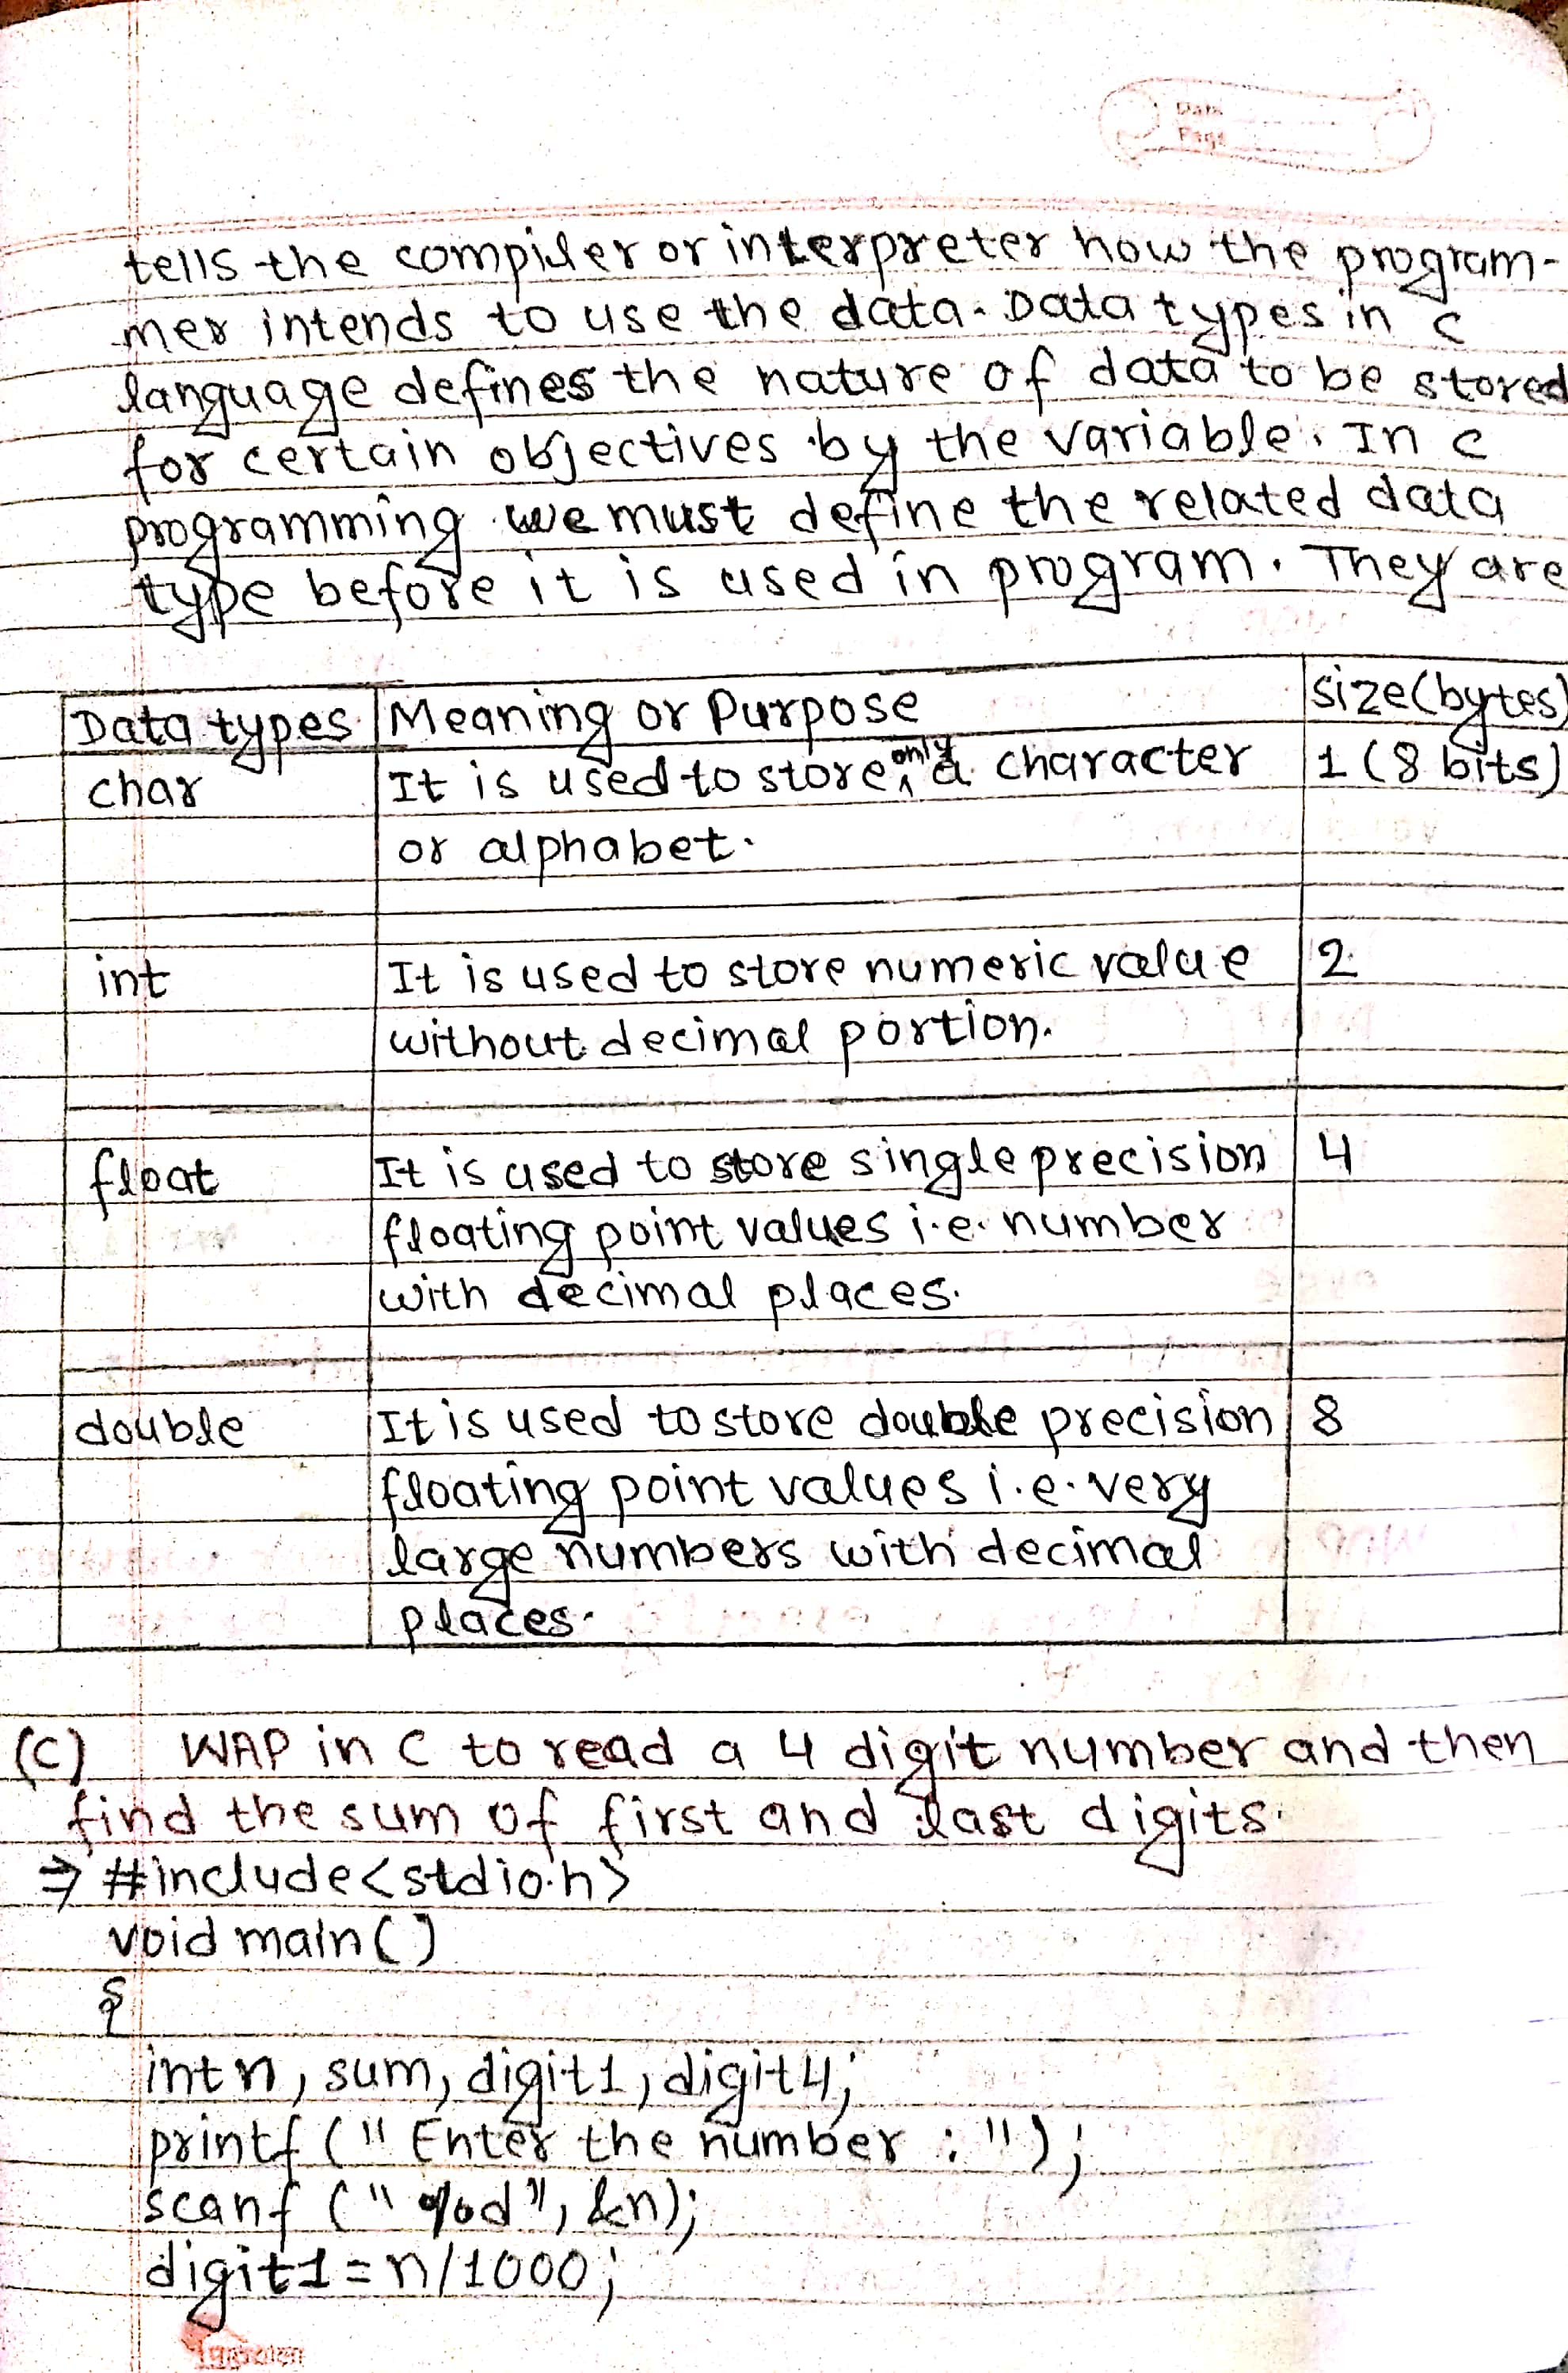 Date
Page
tells the compiler or interpreter how the program-
mer intends to use the data. Data types in C
language defines the nature of data to be stored
for certain objectives by the variable. In C
programming we must define the related data
type before it is used in program. They are
Data types Meaning or Purpose size(bytes)
char It is used to store only a character 1 (8 bits)
or alphabet.
int It is used to store numeric value 2
without decimal portion.
float It is used to store single precision 4
floating point values i.e. number
with decimal places.
double It is used to store double precision 8
floating point values i.e. very
large numbers with decimal
places.
(C) WAP in C to read a 4 digit number and then
find the sum of first and last digits.
⇒ #include<stdio.h>
void main()
{
int n, sum, digit1, digit4;
printf (" Enter the number : ");
scanf (" %d", &n);
digit1 = n/1000;